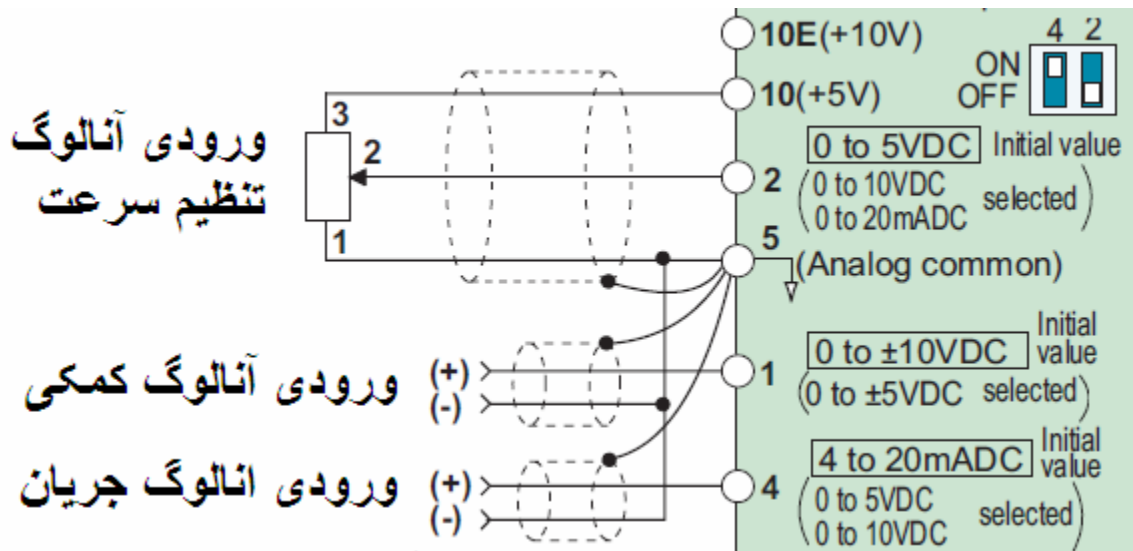 10E(+10V)
4 2
ON
OFF
10(+5V)
3
2
1
ورودی آنالوگ
تنظیم سرعت
2
0 to 5VDC Initial value
(0 to 10VDC
0 to 20mADC selected)
5
(Analog common)
ورودی آنالوگ کمکی
(+)
(-)
1
0 to ±10VDC Initial value
(0 to ±5VDC selected)
ورودی انالوگ جریان
(+)
(-)
4
4 to 20mADC Initial value
(0 to 5VDC
0 to 10VDC selected)